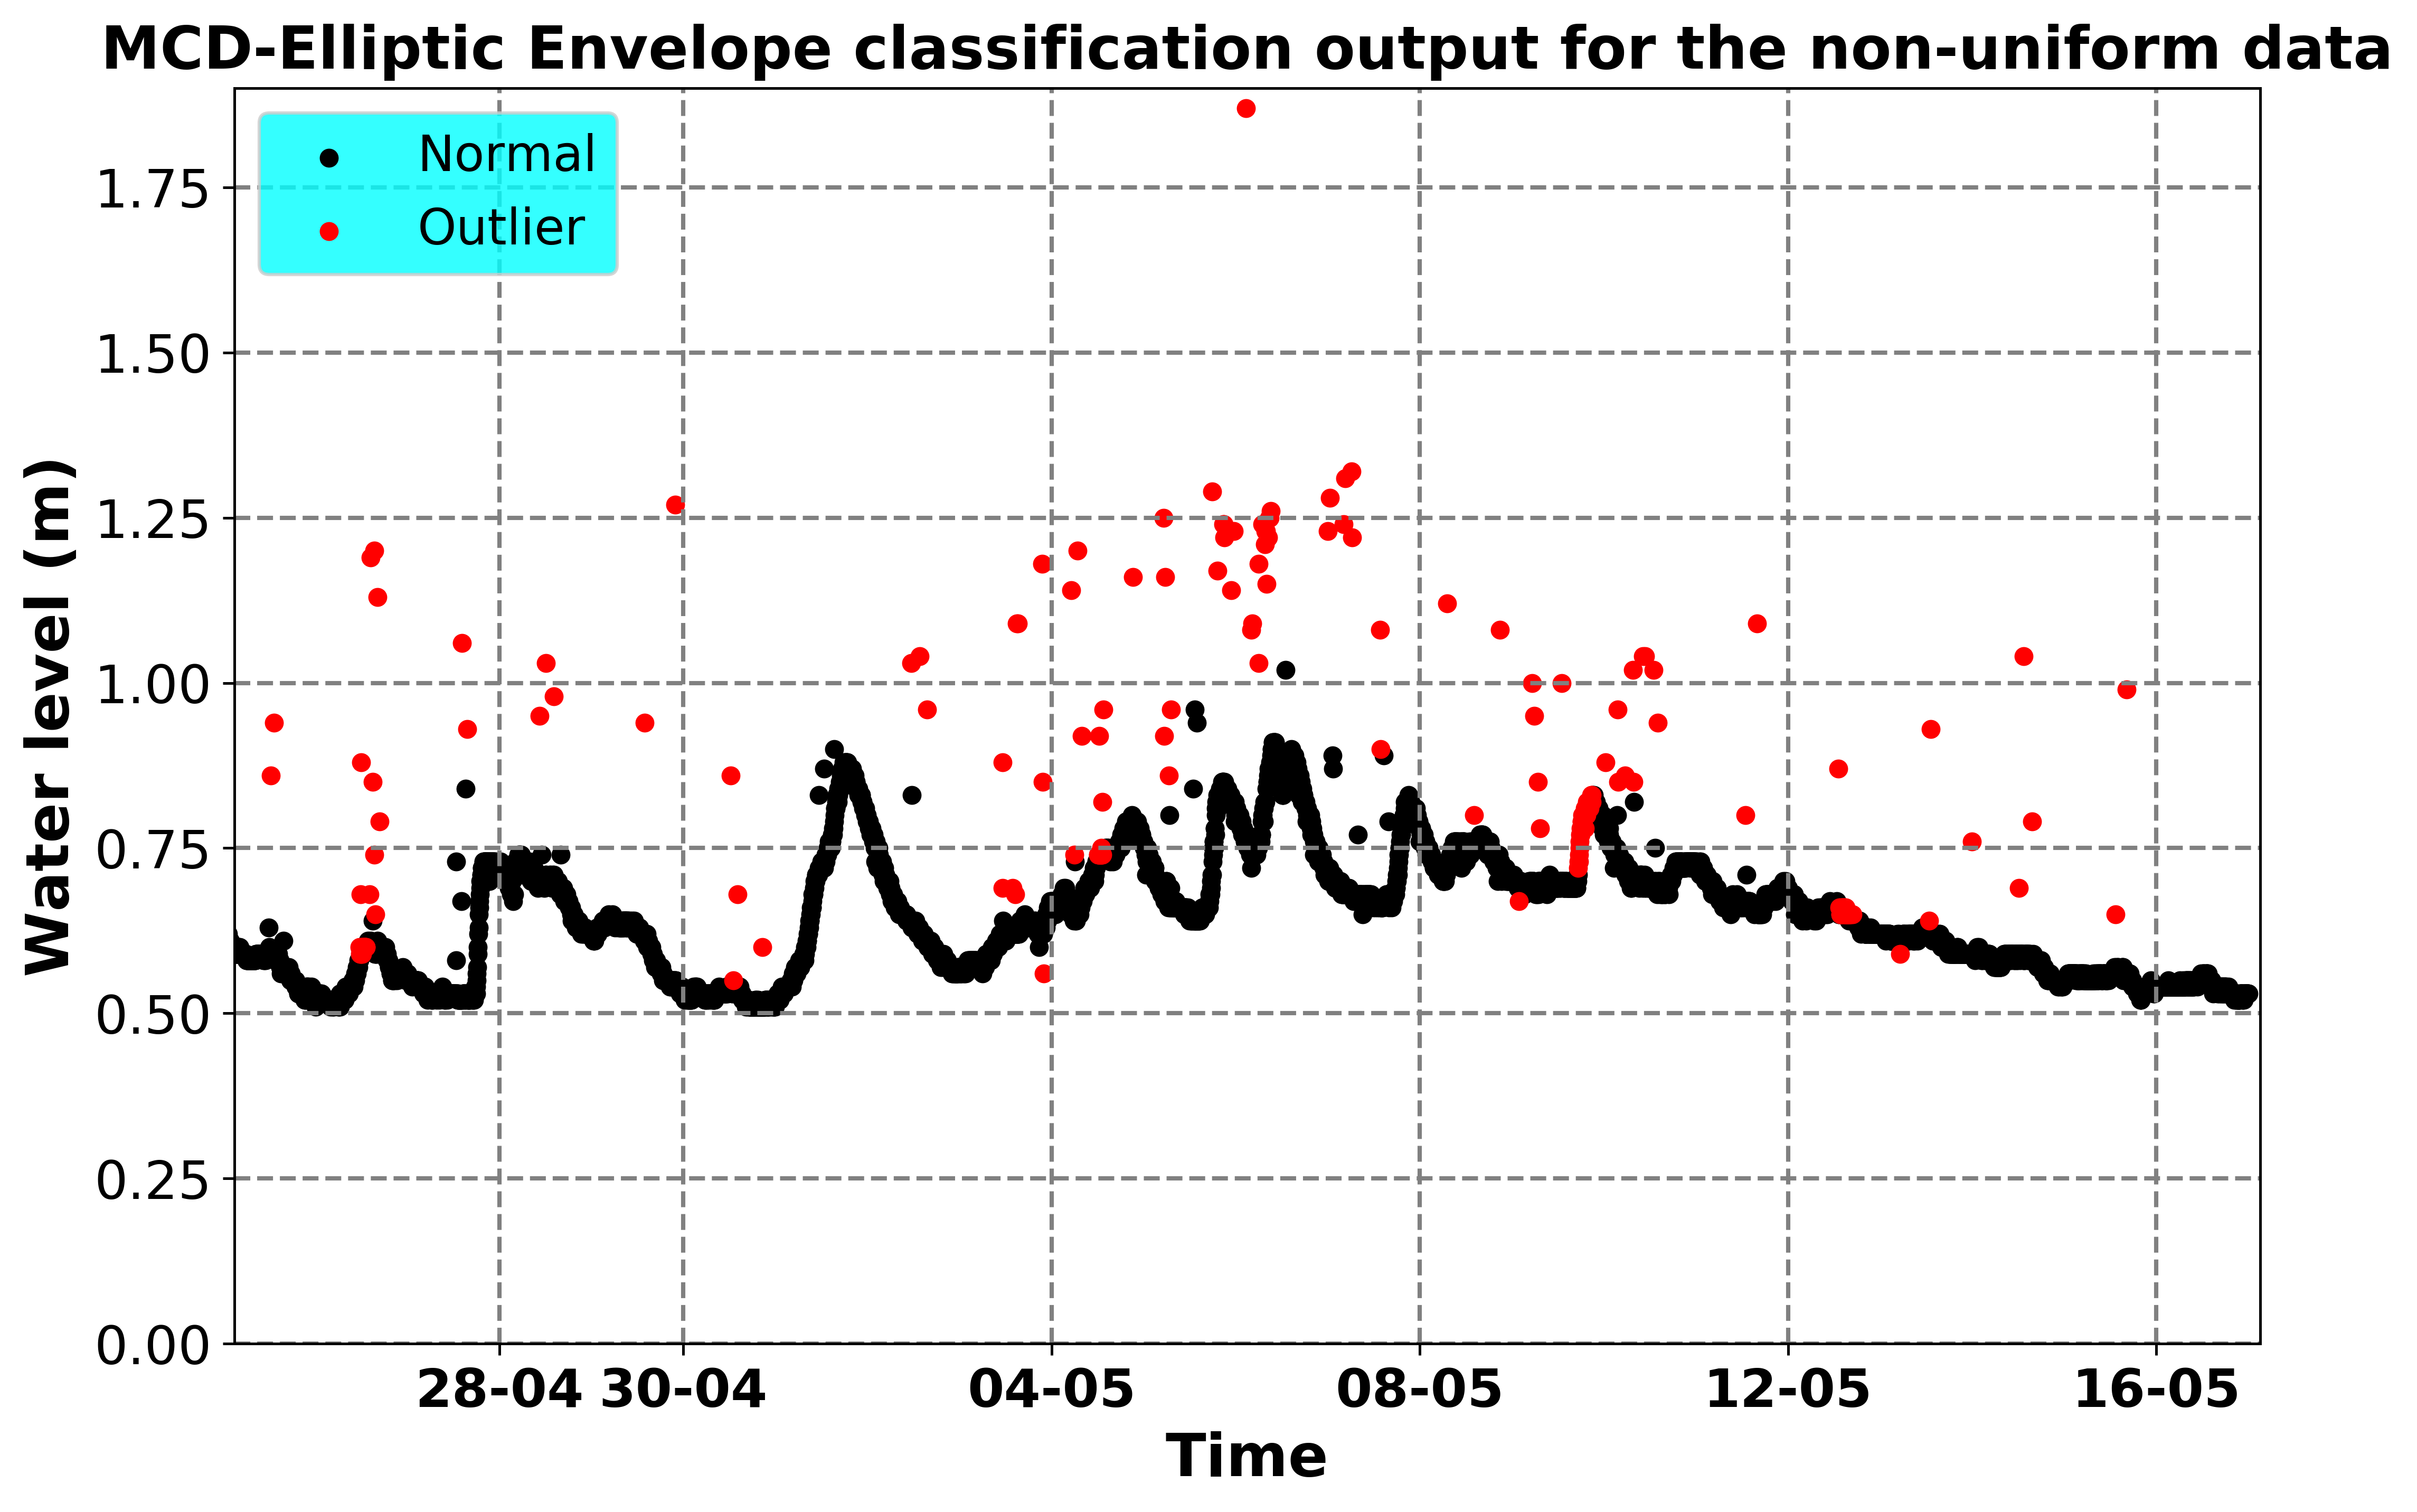 MCD-Elliptic Envelope classification output for the non-uniform data
Normal
Outlier
Water level (m)
1.75
1.50
1.25
1.00
0.75
0.50
0.25
0.00
28-04 30-04 04-05 08-05 12-05 16-05
Time